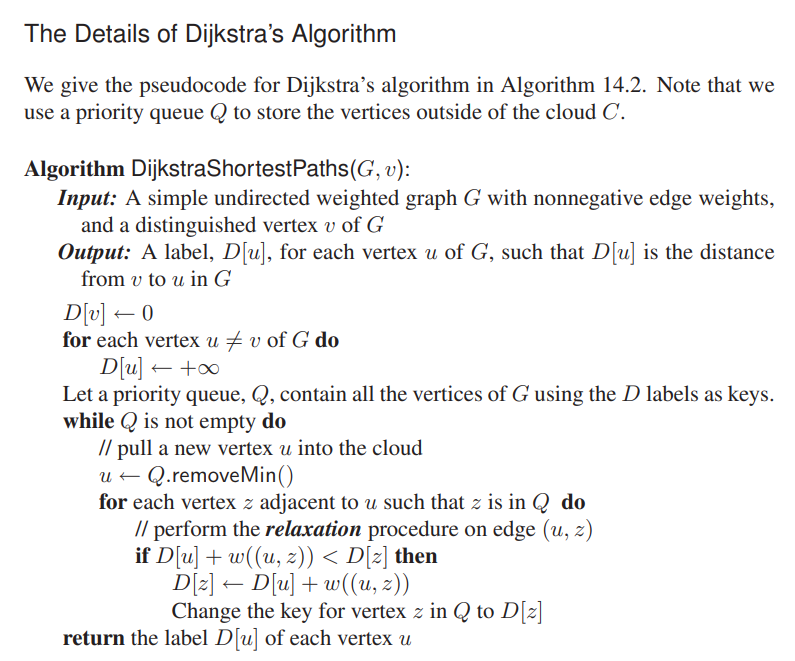 The Details of Dijkstra's Algorithm
We give the pseudocode for Dijkstra's algorithm in Algorithm 14.2. Note that we
use a priority queue Q to store the vertices outside of the cloud C.
Algorithm DijkstraShortestPaths(G, v):
Input: A simple undirected weighted graph G with nonnegative edge weights,
and a distinguished vertex v of G
Output: A label, D[u], for each vertex u of G, such that D[u] is the distance
from v to u in G
D[v] ← 0
for each vertex u ≠ v of G do
D[u] ← +∞
Let a priority queue, Q, contain all the vertices of G using the D labels as keys.
while Q is not empty do
// pull a new vertex u into the cloud
u ← Q.removeMin()
for each vertex z adjacent to u such that z is in Q do
// perform the relaxation procedure on edge (u, z)
if D[u] + w((u, z)) < D[z] then
D[z] ← D[u] + w((u, z))
Change the key for vertex z in Q to D[z]
return the label D[u] of each vertex u